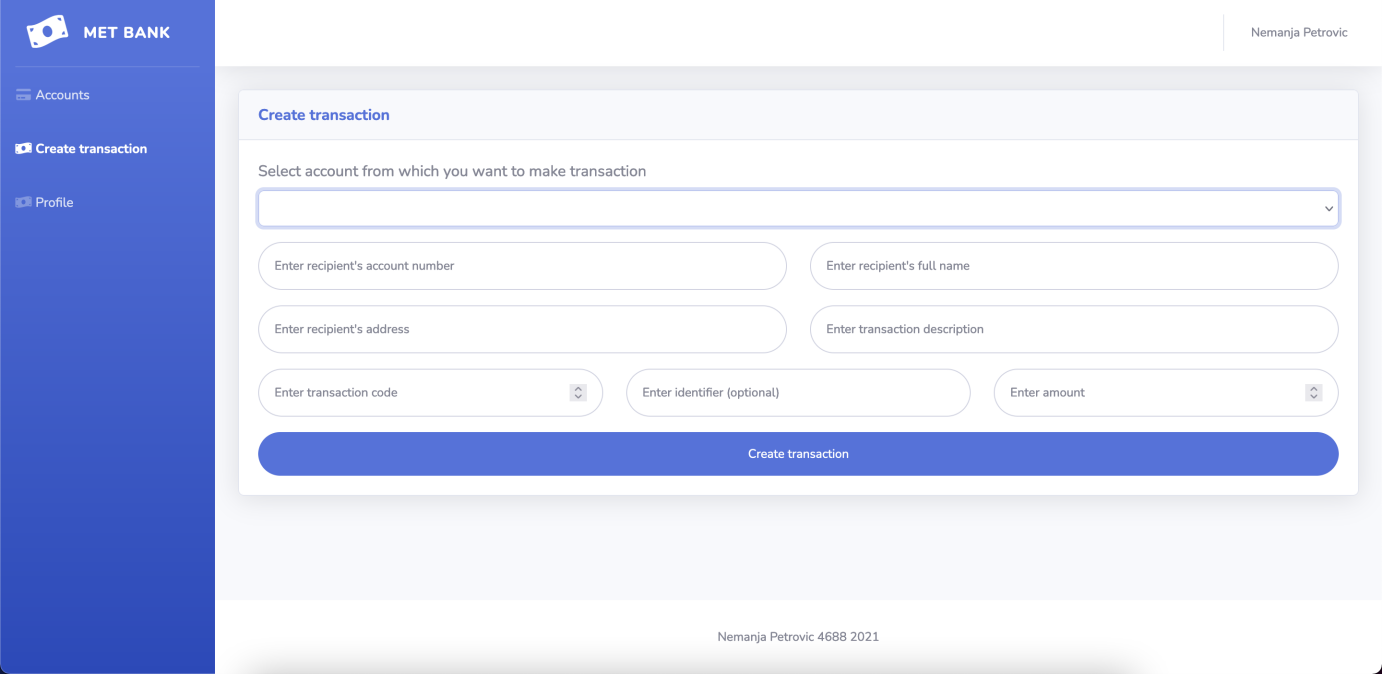 MET BANK
Nemanja Petrovic
Accounts
Create transaction
Profile
Create transaction
Select account from which you want to make transaction
Enter recipient's account number
Enter recipient's full name
Enter recipient's address
Enter transaction description
Enter transaction code
Enter identifier (optional)
Enter amount
Create transaction
Nemanja Petrovic 4688 2021